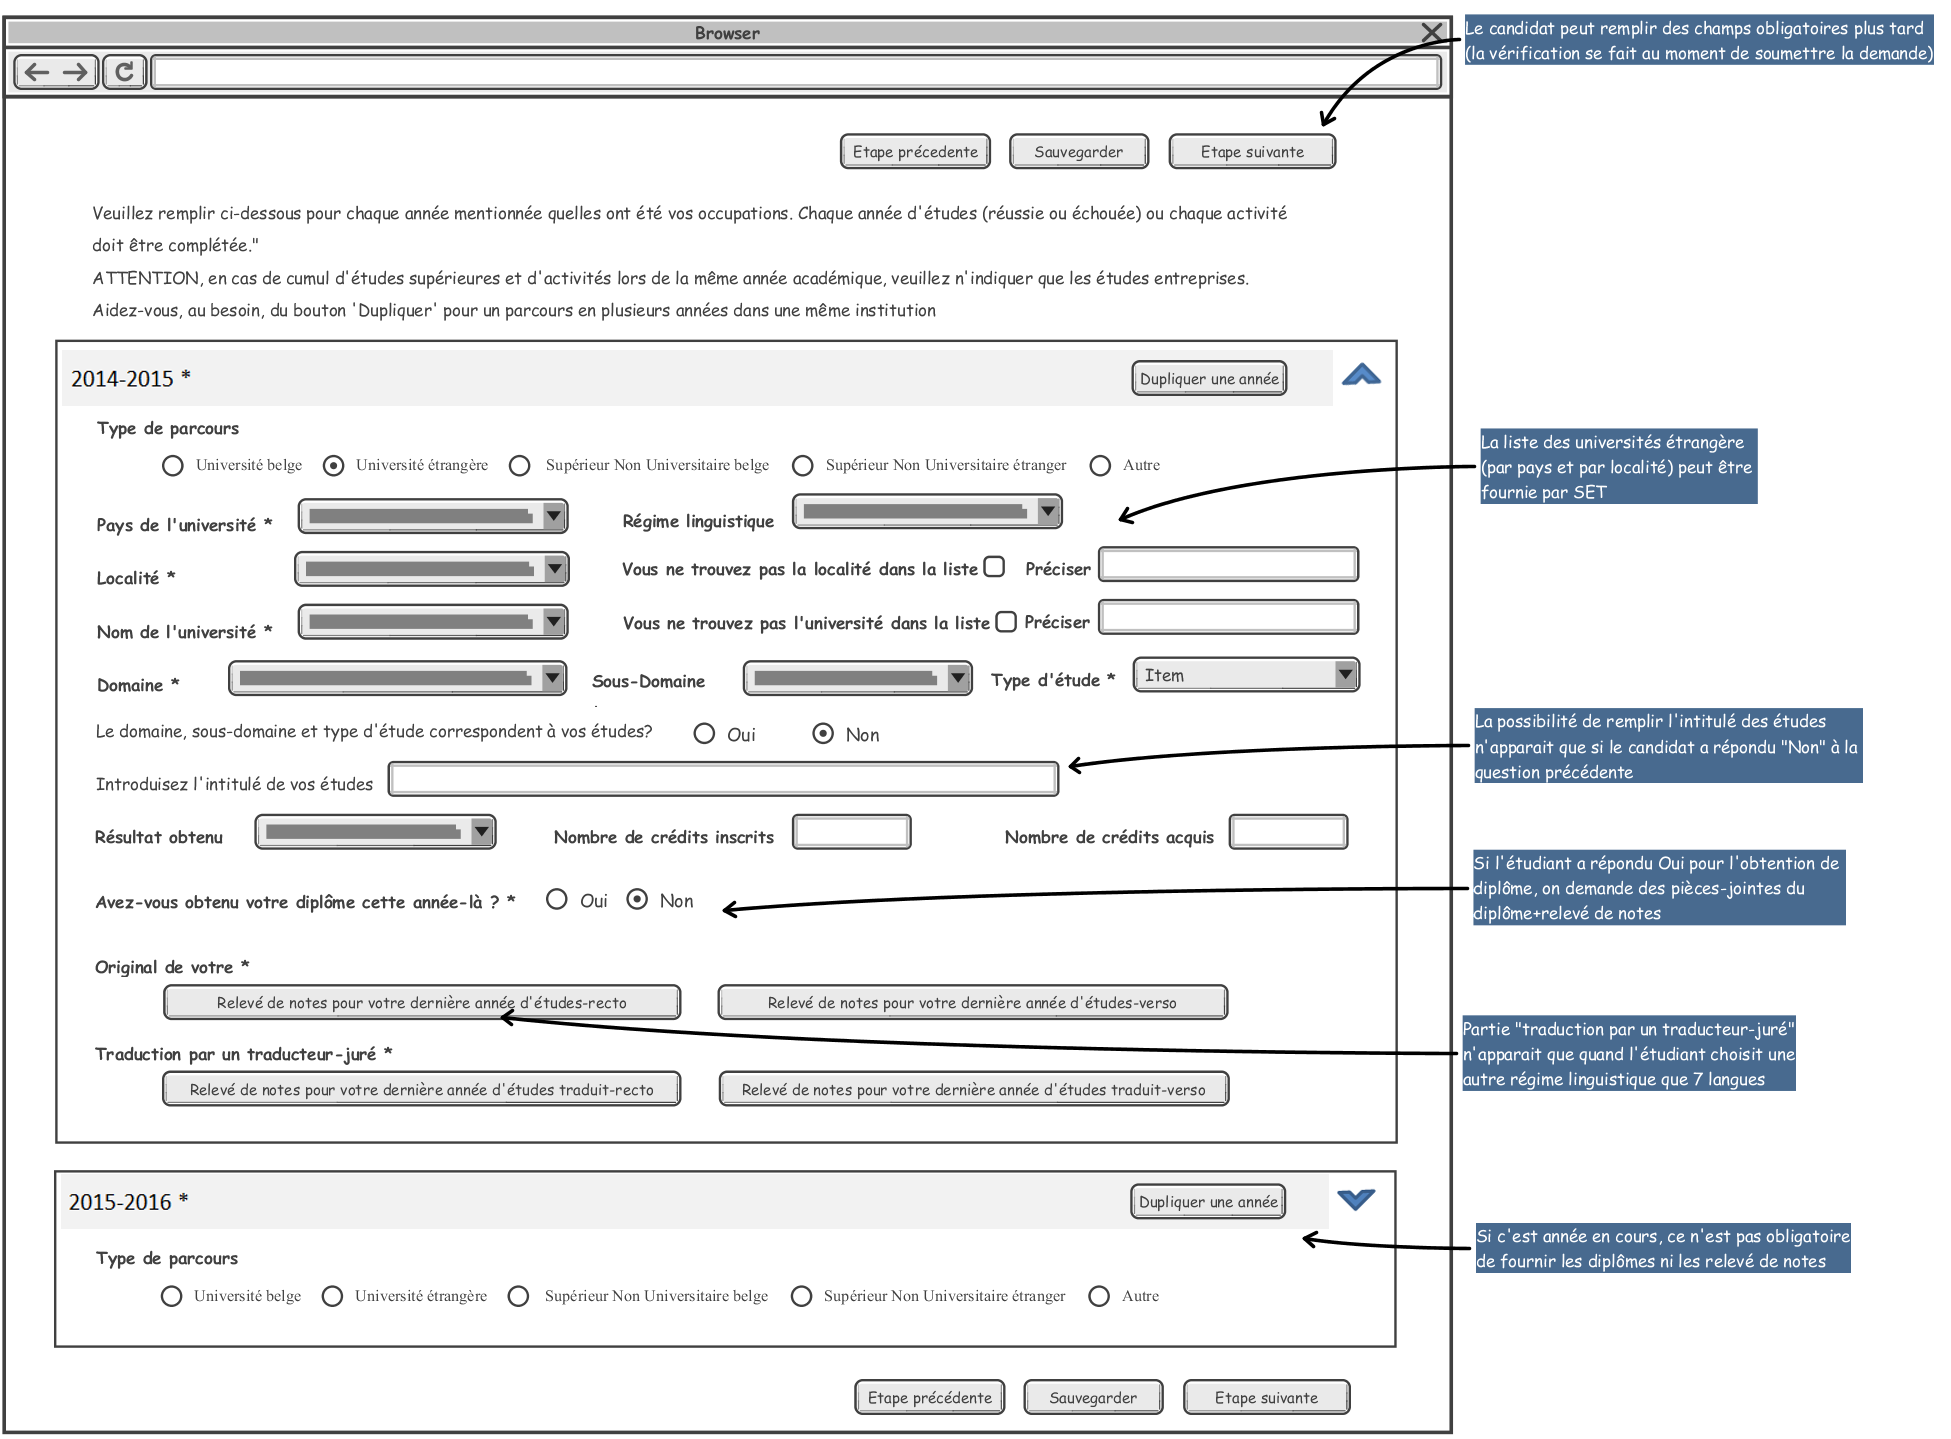 Browser
Le candidat peut remplir des champs obligatoires plus tard
(la vérification se fait au moment de soumettre la demande)
Etape précedente
Sauvegarder
Etape suivante
Veuillez remplir ci-dessous pour chaque année mentionnée quelles ont été vos occupations. Chaque année d'études (réussie ou échouée) ou chaque activité
doit être complétée."
ATTENTION, en cas de cumul d'études supérieures et d'activités lors de la même année académique, veuillez n'indiquer que les études entreprises.
Aidez-vous, au besoin, du bouton 'Dupliquer' pour un parcours en plusieurs années dans une même institution
2014-2015 *
Dupliquer une année
Type de parcours
Université belge
Université étrangère
Supérieur Non Universitaire belge
Supérieur Non Universitaire étranger
Autre
La liste des universités étrangère
(par pays et par localité) peut être
fournie par SET
Pays de l'université *
Régime linguistique
Localité *
Vous ne trouvez pas la localité dans la liste
Préciser
Nom de l'université *
Vous ne trouvez pas l'université dans la liste
Préciser
Domaine *
Sous-Domaine
Type d'étude *
Item
Le domaine, sous-domaine et type d'étude correspondent à vos études?
Oui
Non
La possibilité de remplir l'intitulé des études
n'apparait que si le candidat a répondu "Non" à la
question précédente
Introduisez l'intitulé de vos études
Résultat obtenu
Nombre de crédits inscrits
Nombre de crédits acquis
Si l'étudiant a répondu Oui pour l'obtention de
diplôme, on demande des pièces-jointes du
diplôme+relevé de notes
Avez-vous obtenu votre diplôme cette année-là ? *
Oui
Non
Original de votre *
Relevé de notes pour votre dernière année d'études-recto
Relevé de notes pour votre dernière année d'études-verso
Partie "traduction par un traducteur-juré"
n'apparait que quand l'étudiant choisit une
autre régime linguistique que 7 langues
Traduction par un traducteur-juré *
Relevé de notes pour votre dernière année d'études traduit-recto
Relevé de notes pour votre dernière année d'études traduit-verso
2015-2016 *
Dupliquer une année
Si c'est année en cours, ce n'est pas obligatoire
de fournir les diplômes ni les relevé de notes
Type de parcours
Université belge
Université étrangère
Supérieur Non Universitaire belge
Supérieur Non Universitaire étranger
Autre
Etape précédente
Sauvegarder
Etape suivante